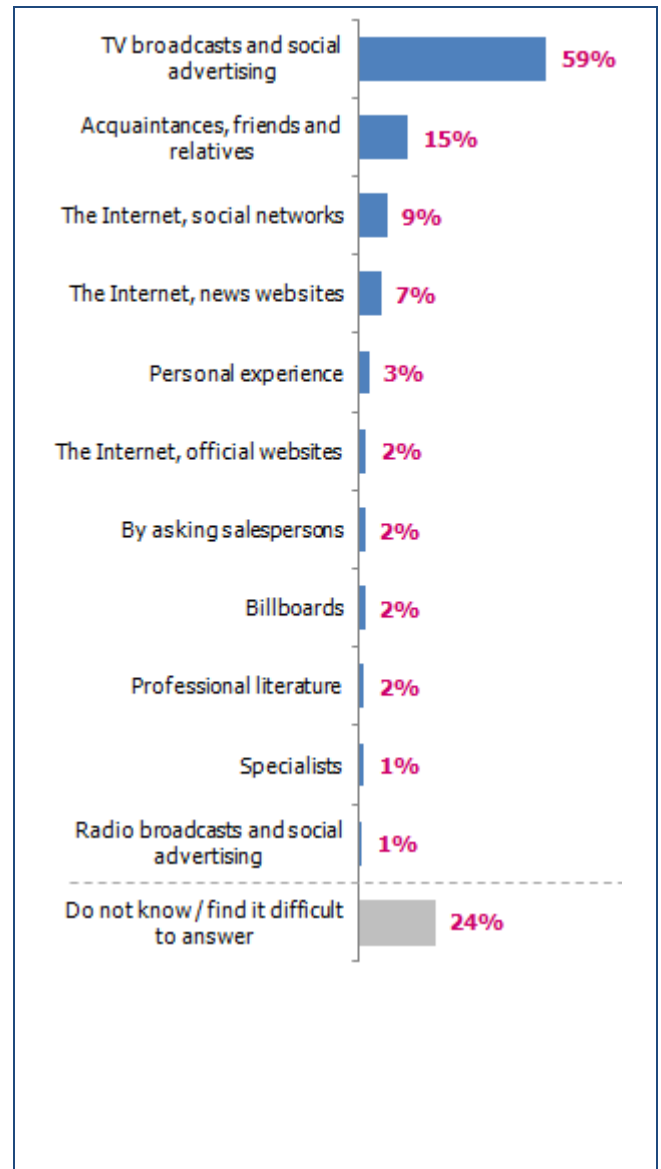 TV broadcasts and social
advertising
59%
Acquaintances, friends and
relatives
15%
The Internet, social networks
9%
The Internet, news websites
7%
Personal experience
3%
The Internet, official websites
2%
By asking salespersons
2%
Billboards
2%
Professional literature
2%
Specialists
1%
Radio broadcasts and social
advertising
1%
Do not know / find it difficult
to answer
24%